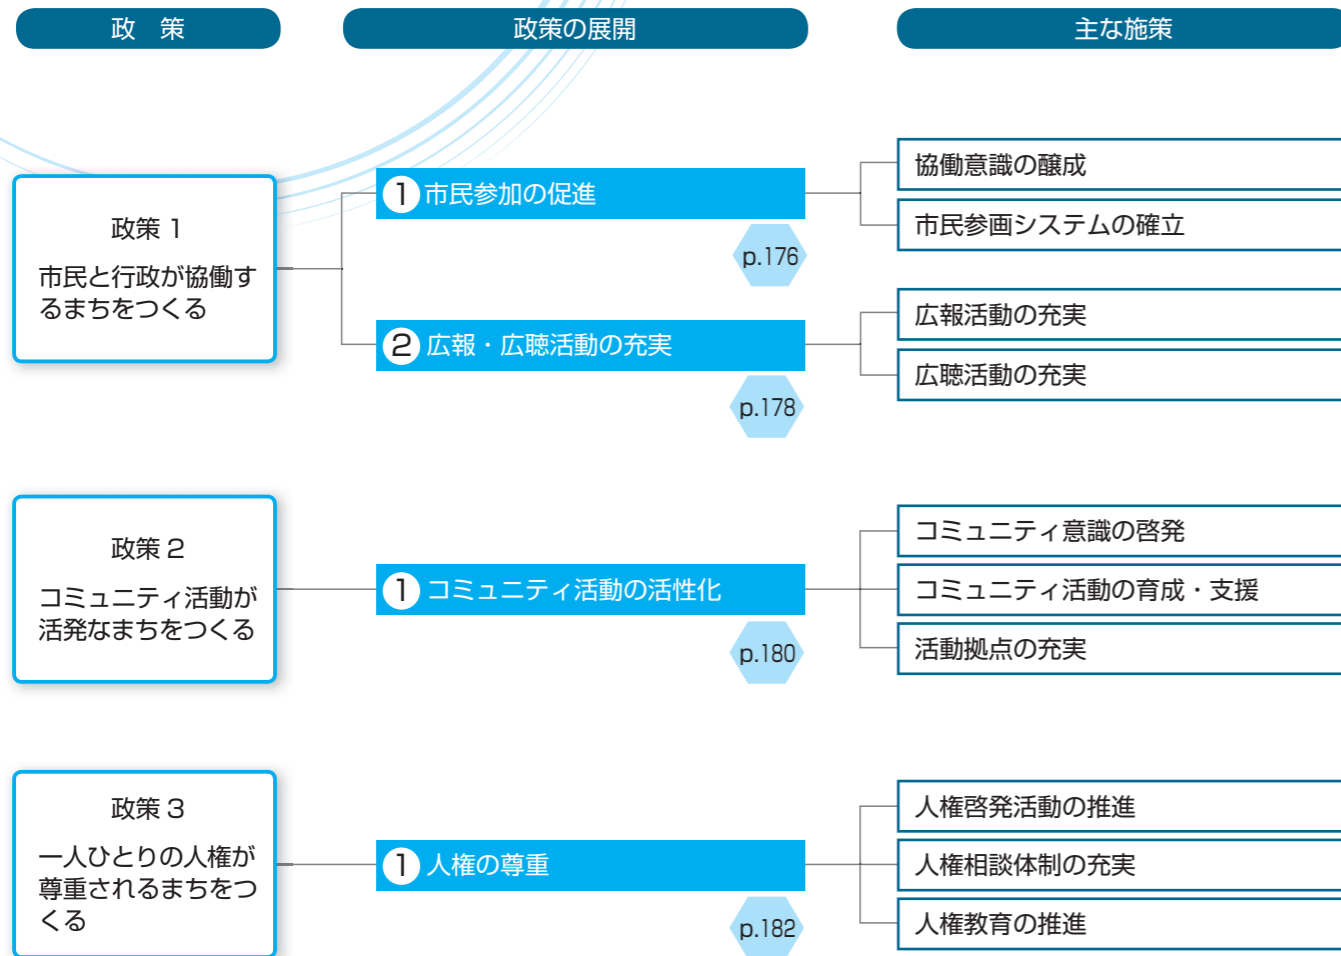 政　策
政策の展開
主な施策
政策 1
市民と行政が協働す
るまちをつくる
① 市民参加の促進
p.176
協働意識の醸成
市民参画システムの確立
② 広報・広聴活動の充実
p.178
広報活動の充実
広聴活動の充実
政策 2
コミュニティ活動が
活発なまちをつくる
① コミュニティ活動の活性化
p.180
コミュニティ意識の啓発
コミュニティ活動の育成・支援
活動拠点の充実
政策 3
一人ひとりの人権が
尊重されるまちをつ
くる
① 人権の尊重
p.182
人権啓発活動の推進
人権相談体制の充実
人権教育の推進